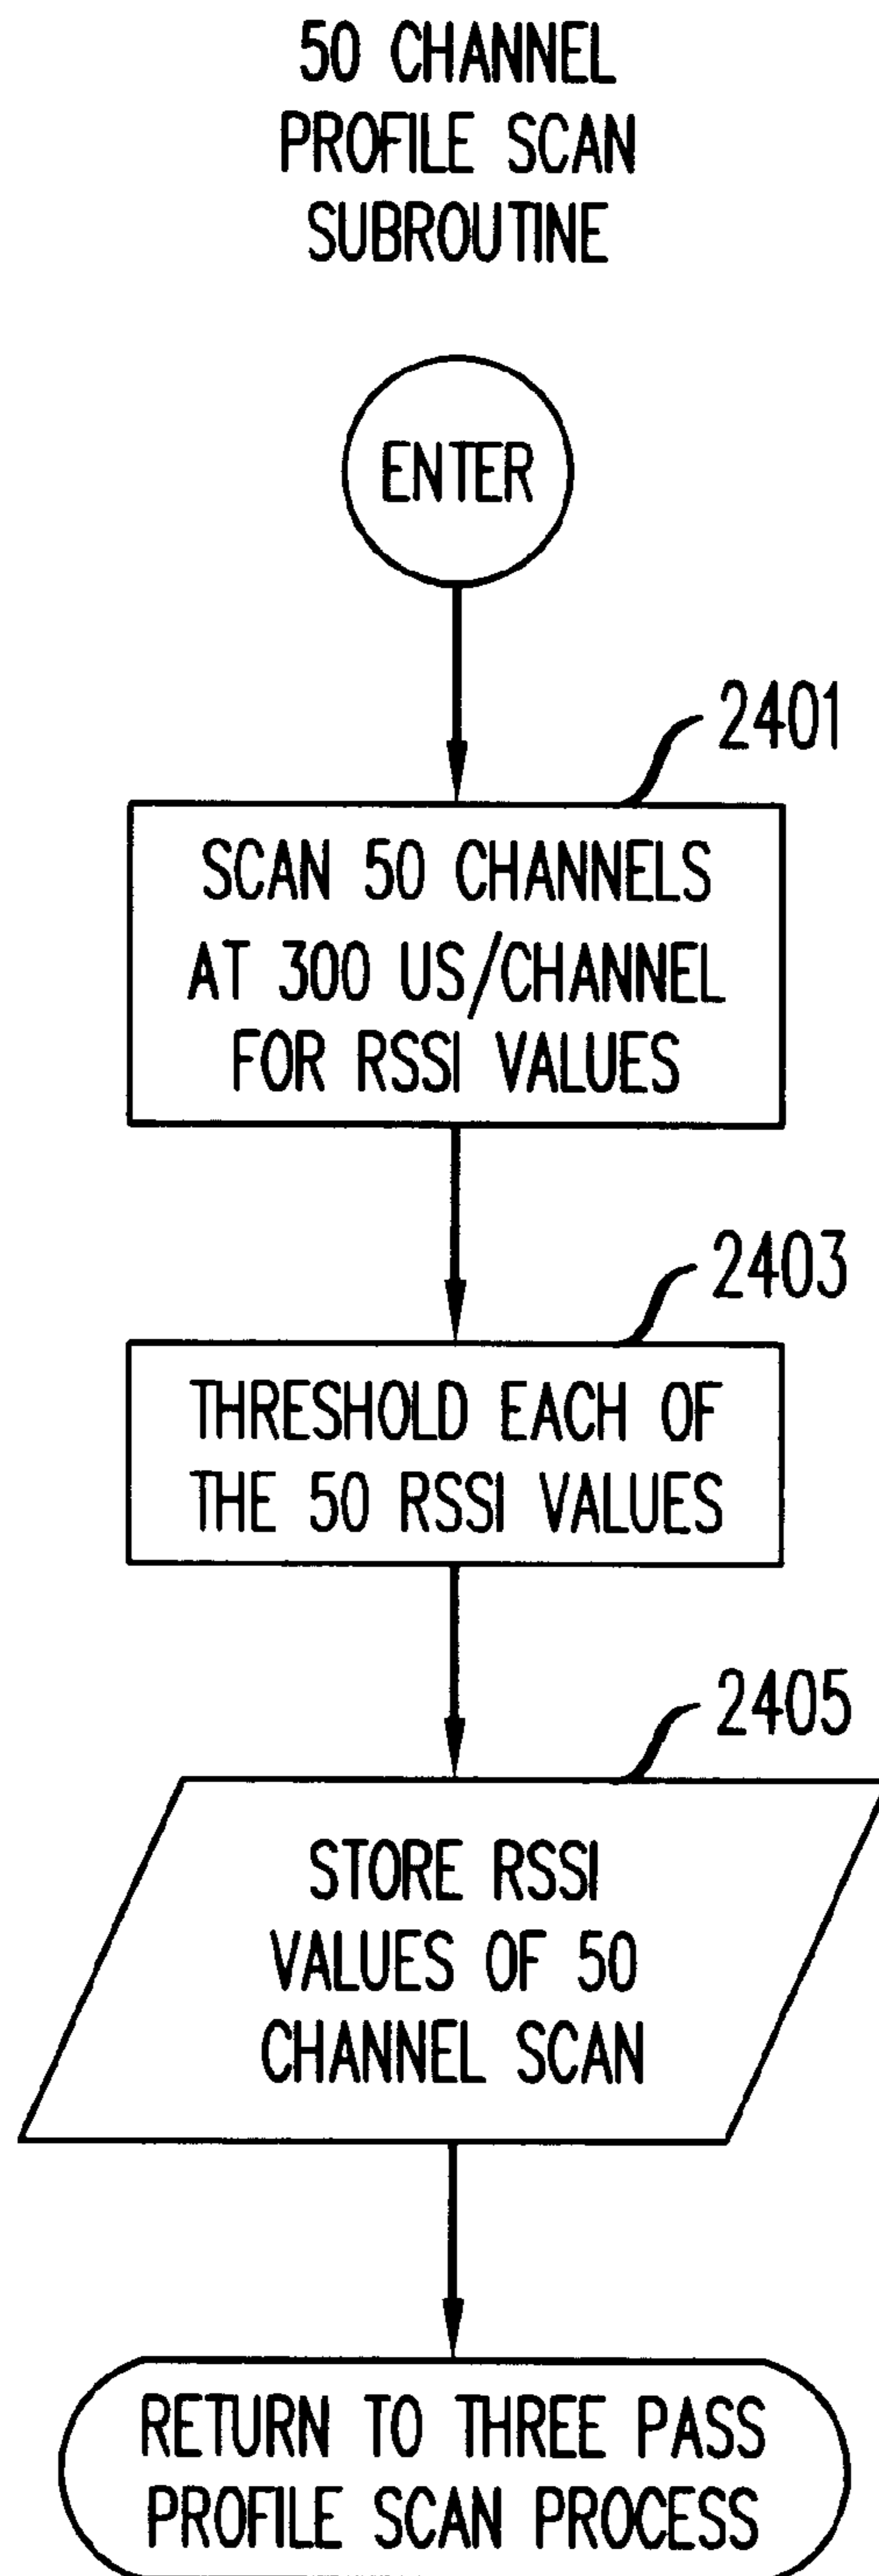 50 CHANNEL
PROFILE SCAN
SUBROUTINE
ENTER
2401
SCAN 50 CHANNELS
AT 300 US/CHANNEL
FOR RSSI VALUES
2403
THRESHOLD EACH OF
THE 50 RSSI VALUES
2405
STORE RSSI
VALUES OF 50
CHANNEL SCAN
RETURN TO THREE PASS
PROFILE SCAN PROCESS